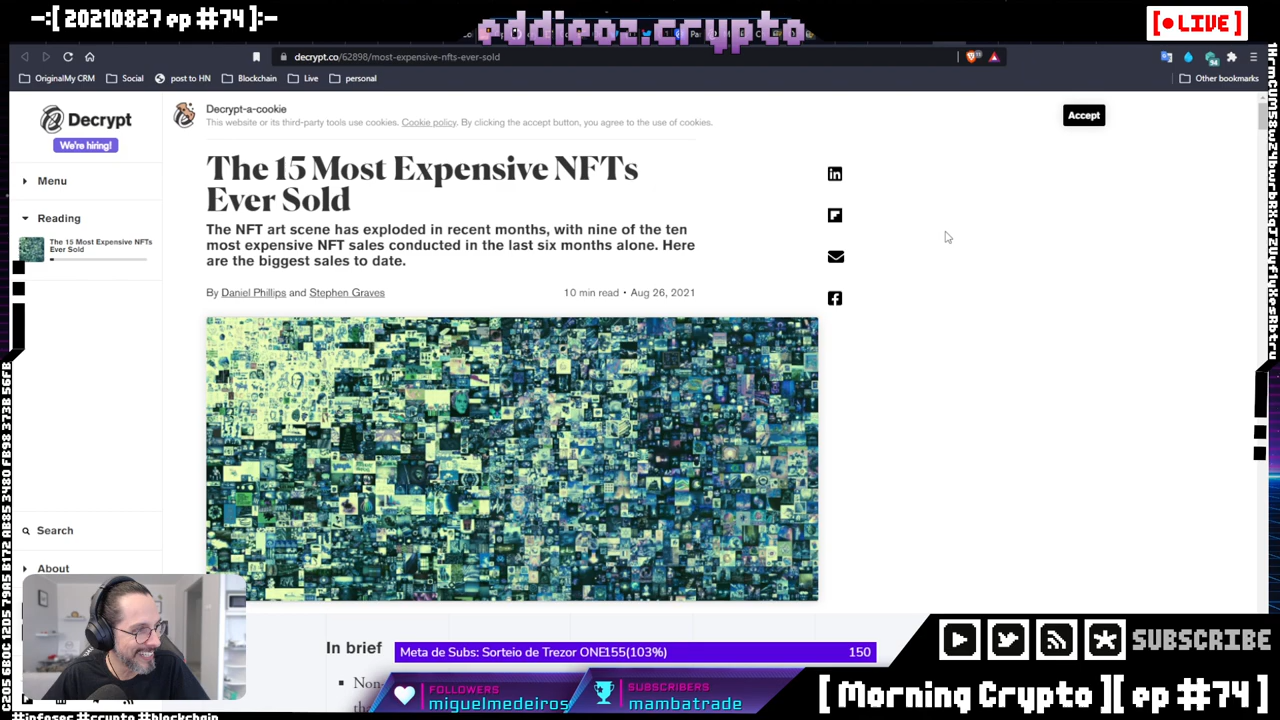 -:[ 20210827 ep #74 ]:-
eddieoz.crypto
[ • LIVE ]
decrypt.co/62898/most-expensive-nfts-ever-sold
OriginalMy CRM
Social
post to HN
Blockchain
Live
personal
Other bookmarks
Decrypt
We're hiring!
Decrypt-a-cookie
This website or its third-party tools use cookies. Cookie policy. By clicking the accept button, you agree to the use of cookies.
Accept
Menu
Reading
The 15 Most Expensive NFTs
Ever Sold
The 15 Most Expensive NFTs
Ever Sold
The NFT art scene has exploded in recent months, with nine of the ten
most expensive NFT sales conducted in the last six months alone. Here
are the biggest sales to date.
By Daniel Phillips and Stephen Graves
10 min read • Aug 26, 2021
Search
About
In brief
Non-
Meta de Subs: Sorteio de Trezor ONE155(103%)
150
FOLLOWERS
miguelmedeiros
SUBSCRIBERS
mambatrade
SUBSCRIBE
[ Morning Crypto ][ ep #74 ]
#infosec #crypto #blockchain